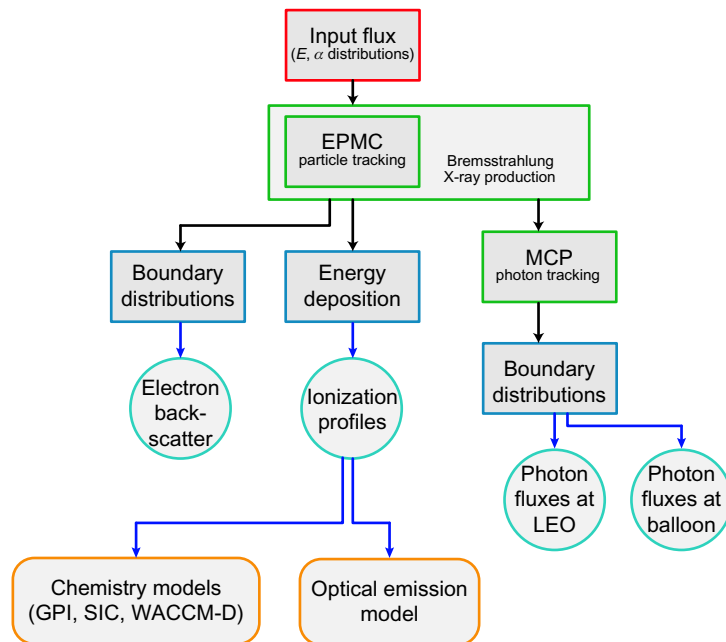 Input flux
(E, α distributions)
EPMC
particle tracking
Bremsstrahlung
X-ray production
Boundary
distributions
Energy
deposition
MCP
photon tracking
Electron
back-
scatter
Ionization
profiles
Boundary
distributions
Photon
fluxes at
LEO
Photon
fluxes at
balloon
Chemistry models
(GPI, SIC, WACCM-D)
Optical emission
model